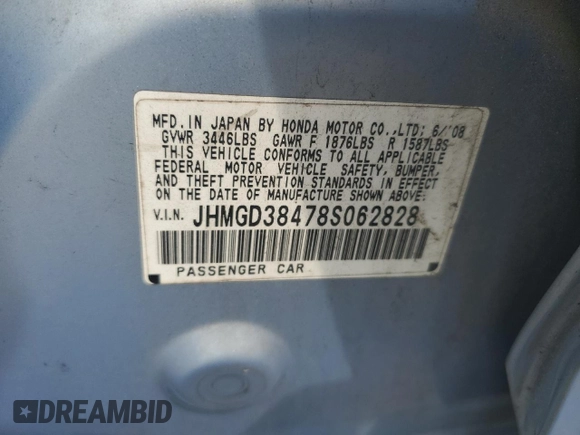 MFD. IN JAPAN BY HONDA MOTOR CO.,LTD; 6/'08
GVWR 3446LBS GAWR F 1876LBS R 1587LBS
THIS VEHICLE CONFORMS TO ALL APPLICABLE
FEDERAL MOTOR VEHICLE SAFETY, BUMPER,
AND THEFT PREVENTION STANDARDS IN EFFECT
ON THE DATE OF MANUFACTURE SHOWN ABOVE.
V.I.N. JHMGD38478S062828
PASSENGER CAR
DREAMBID